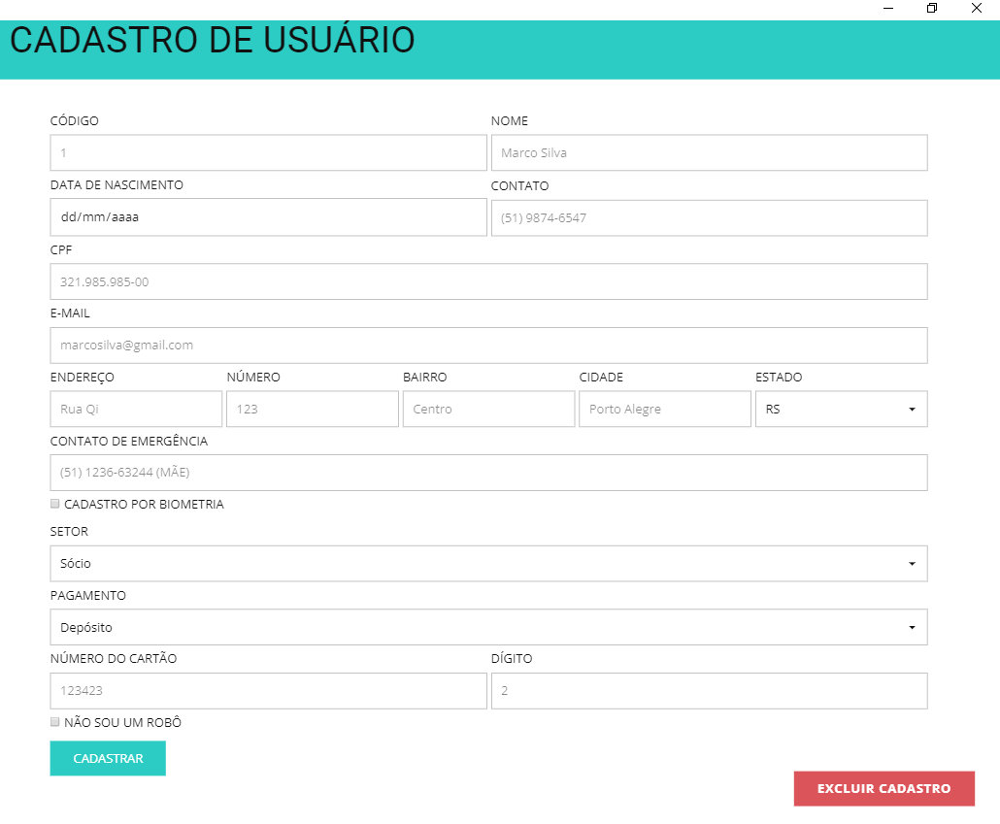 CADASTRO DE USUÁRIO
CÓDIGO NOME
1 Marco Silva
DATA DE NASCIMENTO CONTATO
dd/mm/aaaa (51) 9874-6547
CPF
321.985.985-00
E-MAIL
marcosilva@gmail.com
ENDEREÇO NÚMERO BAIRRO CIDADE ESTADO
Rua Qi 123 Centro Porto Alegre RS
CONTATO DE EMERGÊNCIA
(51) 1236-63244 (MÃE)
CADASTRO POR BIOMETRIA
SETOR
Sócio
PAGAMENTO
Depósito
NÚMERO DO CARTÃO DÍGITO
123423 2
NÃO SOU UM ROBÔ
CADASTRAR
EXCLUIR CADASTRO